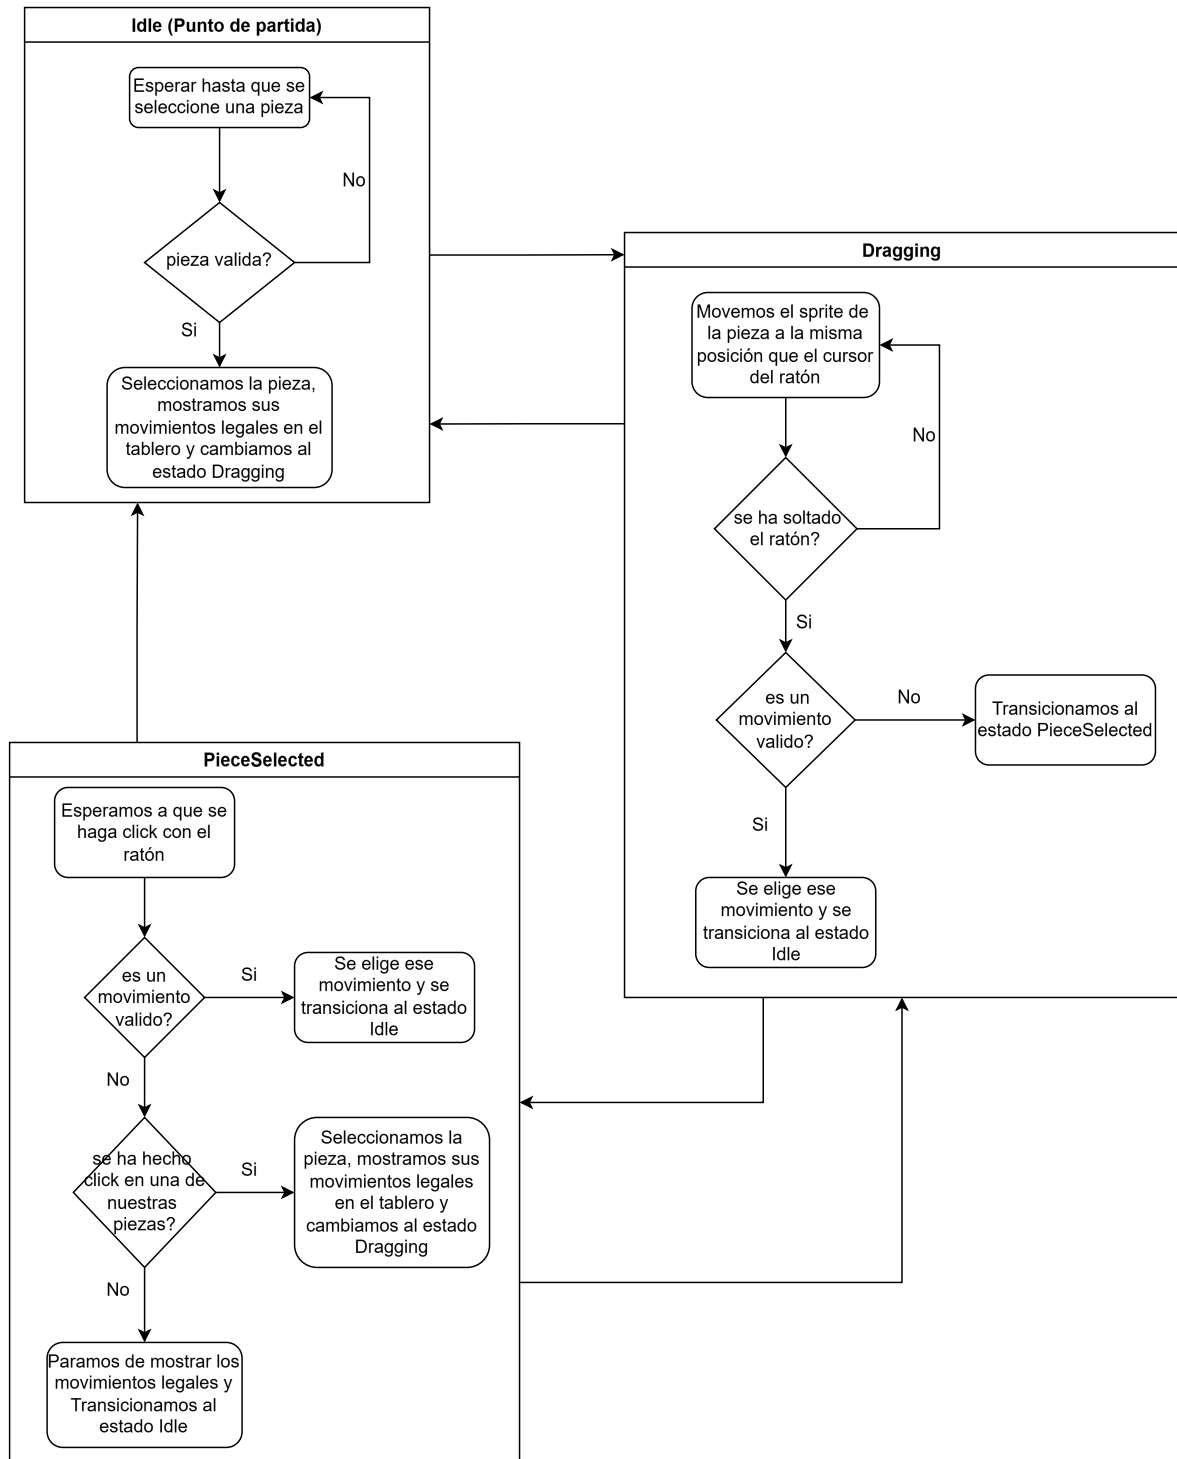 Idle (Punto de partida)
Esperar hasta que se
seleccione una pieza
No
pieza valida?
Si
Seleccionamos la pieza,
mostramos sus
movimientos legales en el
tablero y cambiamos al
estado Dragging
Dragging
Movemos el sprite de
la pieza a la misma
posición que el cursor
del ratón
No
se ha soltado
el ratón?
Si
es un
movimiento
valido?
No
Transicionamos al
estado PieceSelected
Si
Se elige ese
movimiento y se
transiciona al estado
Idle
PieceSelected
Esperamos a que se
haga click con el
ratón
es un
movimiento
valido?
Si
Se elige ese
movimiento y se
transiciona al estado
Idle
No
se ha hecho
click en una de
nuestras
piezas?
Si
Seleccionamos la
pieza, mostramos sus
movimientos legales
en el tablero y
cambiamos al estado
Dragging
No
Paramos de mostrar los
movimientos legales y
Transicionamos al
estado Idle